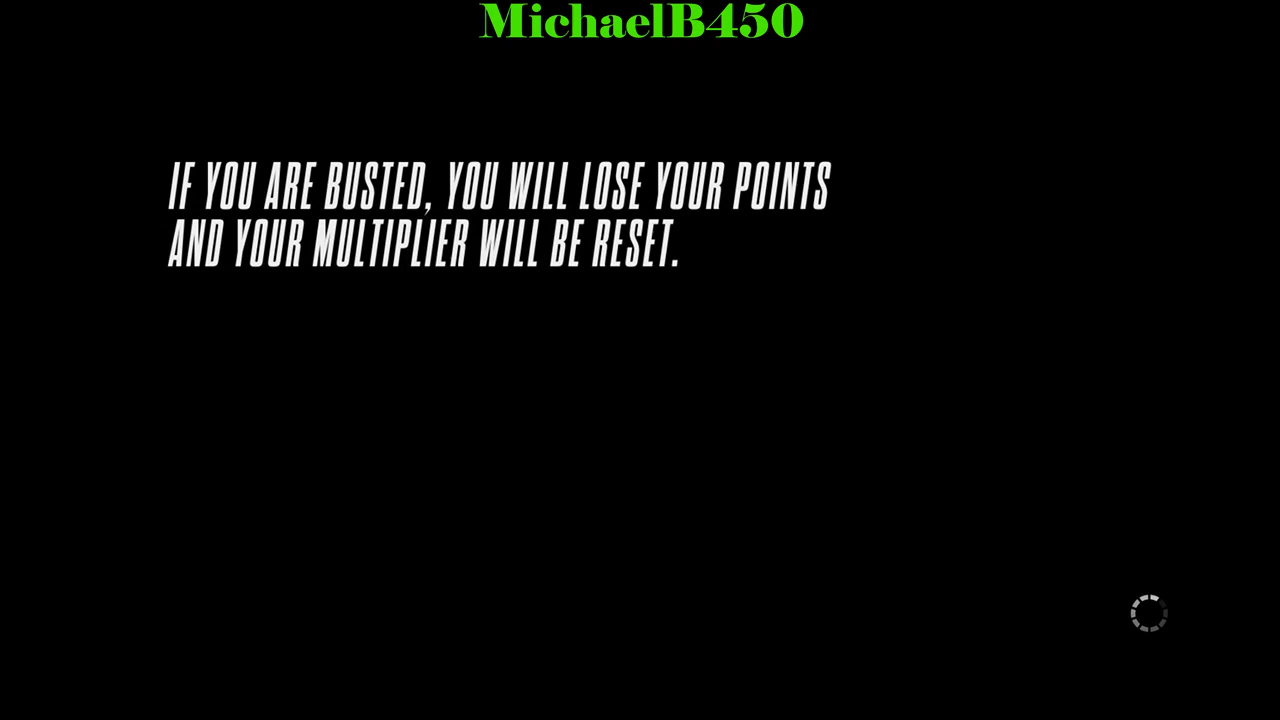 MichaelB450
IF YOU ARE BUSTED, YOU WILL LOSE YOUR POINTS
AND YOUR MULTIPLIER WILL BE RESET.